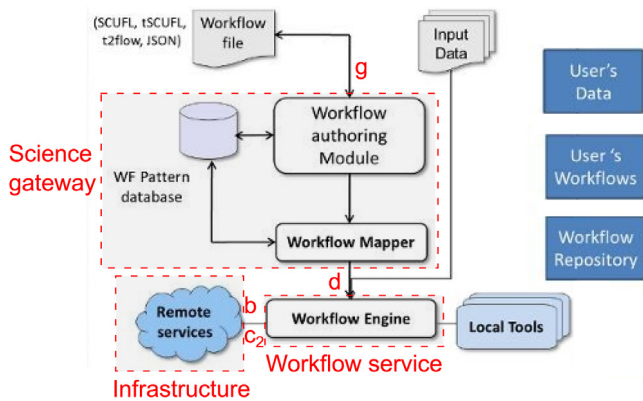 (SCUFL, tSCUFL,
t2flow, JSON)
Workflow
file
Input
Data
g
User's
Data
Workflow
authoring
Module
Science
gateway
WF Pattern
database
User 's
Workflows
Workflow Mapper
Workflow
Repository
d
Remote
services
b
c2
Workflow Engine
Local Tools
Workflow service
Infrastructure